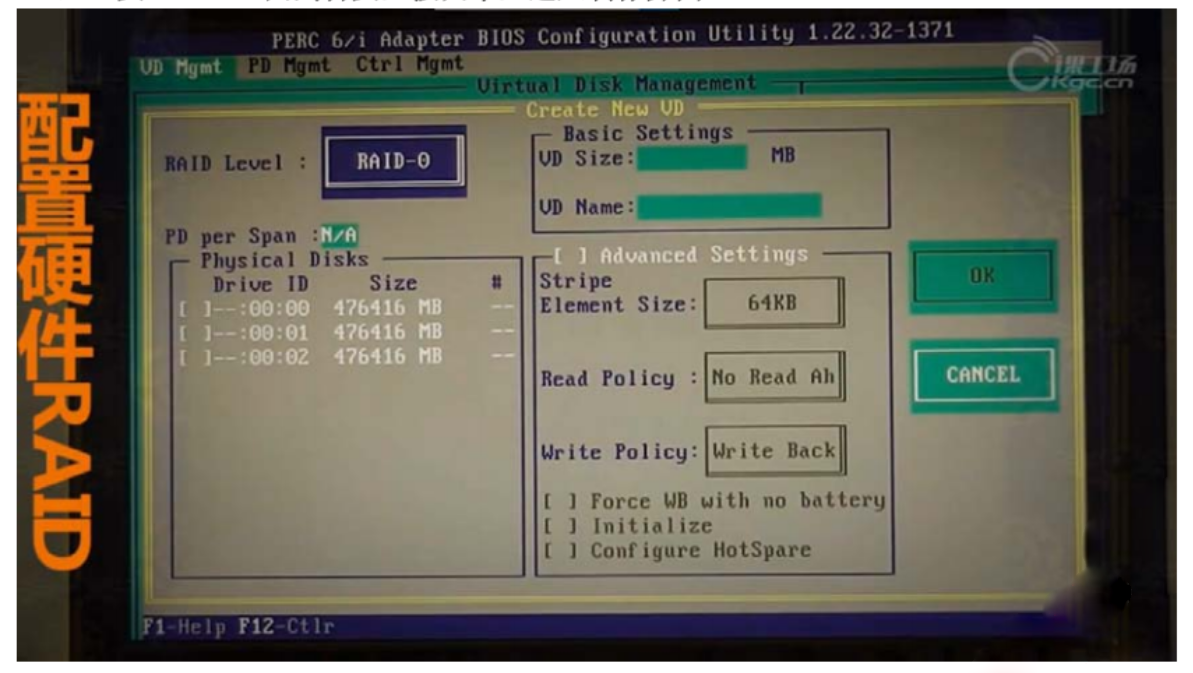 PERC 6/i Adapter BIOS Configuration Utility 1.22.32-1371
VD Mgmt PD Mgmt Ctrl Mgmt
Virtual Disk Management
Create New VD
RAID Level : RAID-0
Basic Settings
VD Size: MB
VD Name:
PD per Span :N/A
Physical Disks
Drive ID Size #
[ ]--:00:00 476416 MB --
[ ]--:00:01 476416 MB --
[ ]--:00:02 476416 MB --
[ ] Advanced Settings
Stripe
Element Size: 64KB
Read Policy : No Read Ah
Write Policy: Write Back
[ ] Force WB with no battery
[ ] Initialize
[ ] Configure HotSpare
OK
CANCEL
F1-Help F12-Ctlr
配置硬件RAID
课工场
Kgc.cn